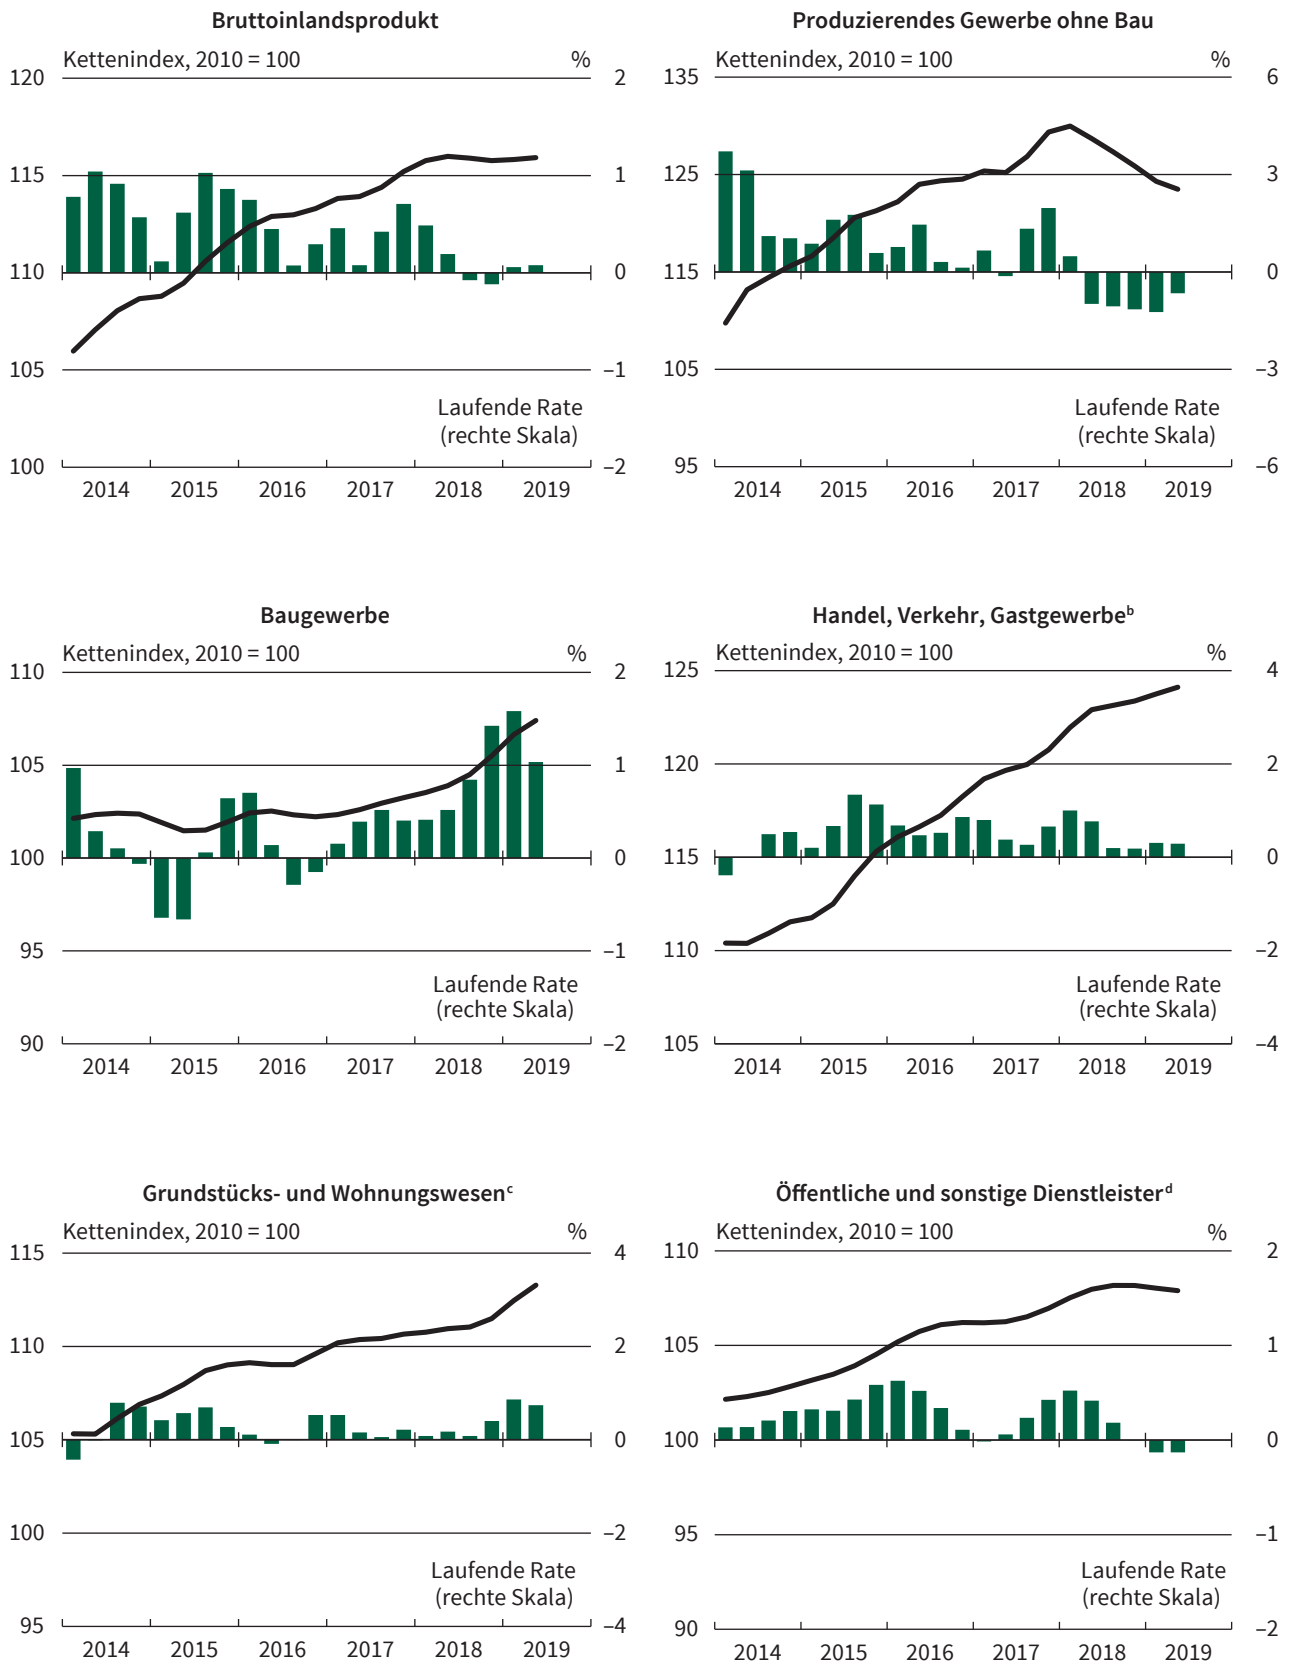 Bruttoinlandsprodukt
Kettenindex, 2010 = 100 %
120 2
115 1
110 0
105 –1
Laufende Rate
(rechte Skala)
100 –2
2014 2015 2016 2017 2018 2019
Produzierendes Gewerbe ohne Bau
Kettenindex, 2010 = 100 %
135 6
125 3
115 0
105 –3
Laufende Rate
(rechte Skala)
95 –6
2014 2015 2016 2017 2018 2019
Baugewerbe
Kettenindex, 2010 = 100 %
110 2
105 1
100 0
95 –1
Laufende Rate
(rechte Skala)
90 –2
2014 2015 2016 2017 2018 2019
Handel, Verkehr, Gastgewerbeᵇ
Kettenindex, 2010 = 100 %
125 4
120 2
115 0
110 –2
Laufende Rate
(rechte Skala)
105 –4
2014 2015 2016 2017 2018 2019
Grundstücks- und Wohnungswesenᶜ
Kettenindex, 2010 = 100 %
115 4
110 2
105 0
100 –2
Laufende Rate
(rechte Skala)
95 –4
2014 2015 2016 2017 2018 2019
Öffentliche und sonstige Dienstleisterᵈ
Kettenindex, 2010 = 100 %
110 2
105 1
100 0
95 –1
Laufende Rate
(rechte Skala)
90 –2
2014 2015 2016 2017 2018 2019